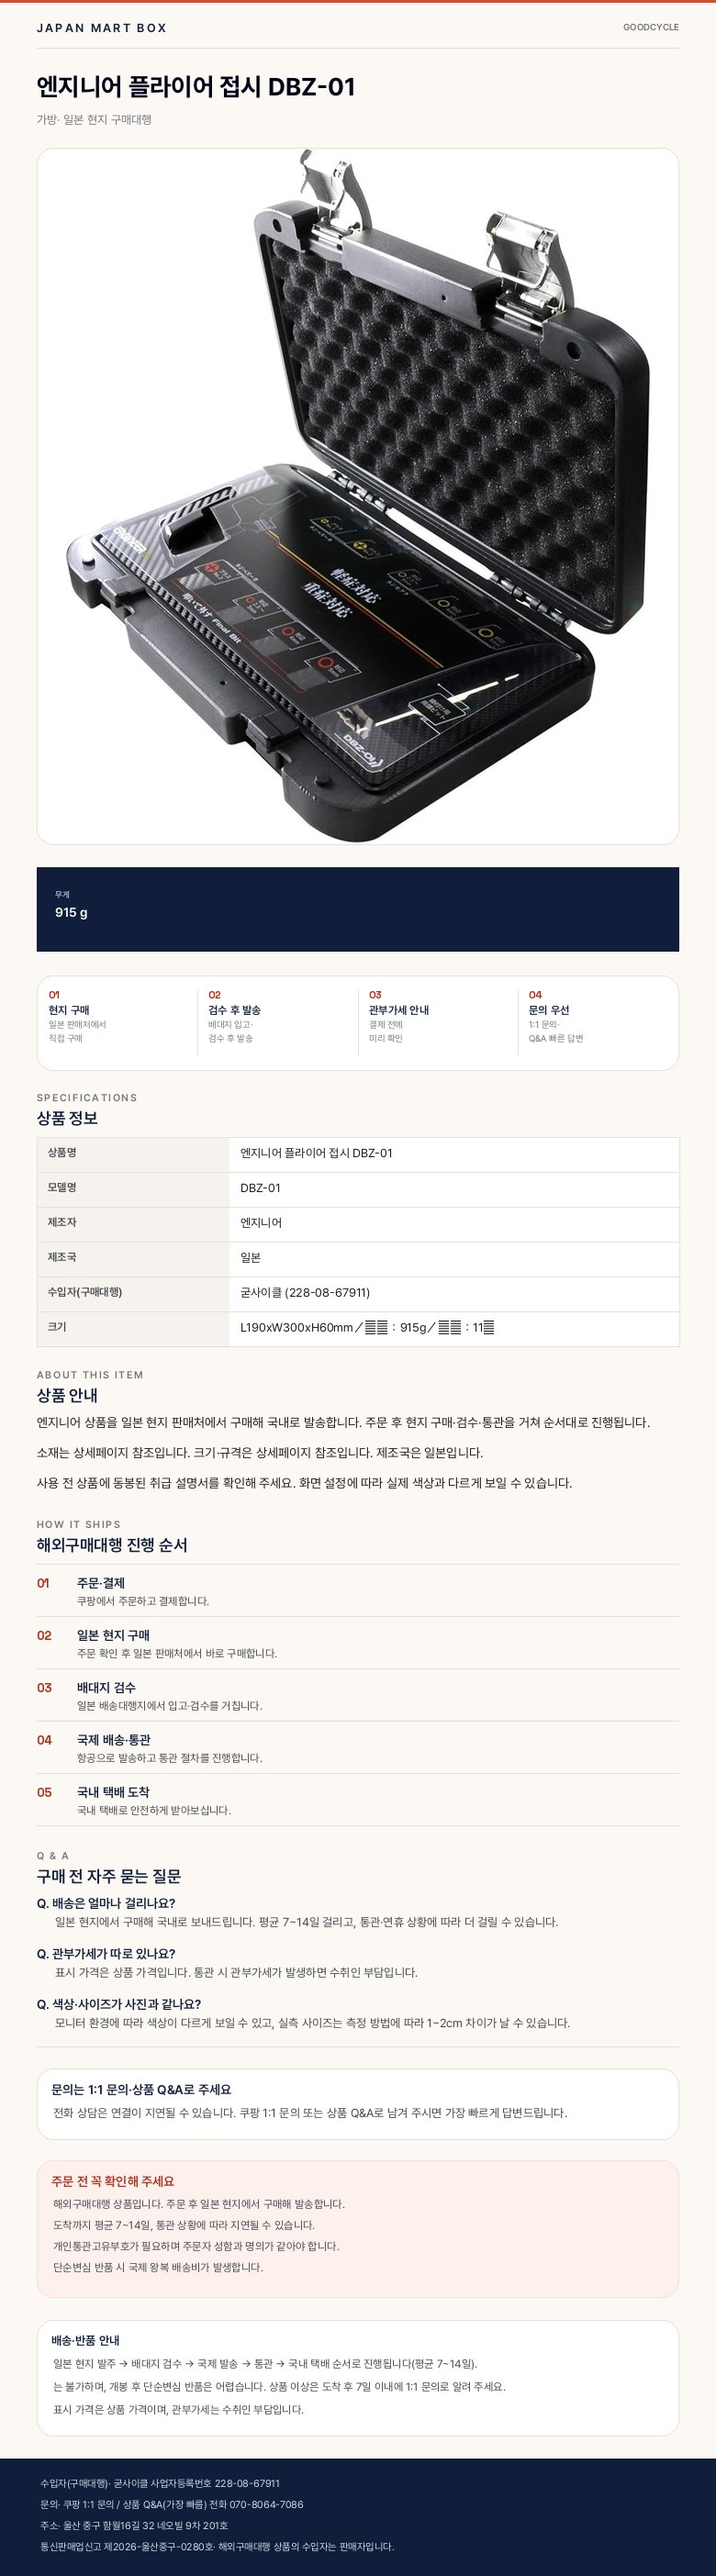 JAPAN MART BOX
GOODCYCLE
엔지니어 플라이어 접시 DBZ-01
가방· 일본 현지 구매대행
軽症対応
重症対応
Final Bit
DBZ-01
무게
915 g
01
현지 구매
일본 판매처에서
직접 구매
02
검수 후 발송
배대지 입고·
검수 후 발송
03
관부가세 안내
결제 전에
미리 확인
04
문의 우선
1:1 문의·
Q&A 빠른 답변
SPECIFICATIONS
상품 정보
상품명 엔지니어 플라이어 접시 DBZ-01
모델명 DBZ-01
제조자 엔지니어
제조국 일본
수입자(구매대행) 굳사이클 (228-08-67911)
크기 L190xW300xH60mm／ ：915g／ ：11
ABOUT THIS ITEM
상품 안내
엔지니어 상품을 일본 현지 판매처에서 구매해 국내로 발송합니다. 주문 후 현지 구매·검수·통관을 거쳐 순서대로 진행됩니다.
소재는 상세페이지 참조입니다. 크기·규격은 상세페이지 참조입니다. 제조국은 일본입니다.
사용 전 상품에 동봉된 취급 설명서를 확인해 주세요. 화면 설정에 따라 실제 색상과 다르게 보일 수 있습니다.
HOW IT SHIPS
해외구매대행 진행 순서
01 주문·결제
쿠팡에서 주문하고 결제합니다.
02 일본 현지 구매
주문 확인 후 일본 판매처에서 바로 구매합니다.
03 배대지 검수
일본 배송대행지에서 입고·검수를 거칩니다.
04 국제 배송·통관
항공으로 발송하고 통관 절차를 진행합니다.
05 국내 택배 도착
국내 택배로 안전하게 받아보십니다.
Q & A
구매 전 자주 묻는 질문
Q. 배송은 얼마나 걸리나요?
일본 현지에서 구매해 국내로 보내드립니다. 평균 7~14일 걸리고, 통관·연휴 상황에 따라 더 걸릴 수 있습니다.
Q. 관부가세가 따로 있나요?
표시 가격은 상품 가격입니다. 통관 시 관부가세가 발생하면 수취인 부담입니다.
Q. 색상·사이즈가 사진과 같나요?
모니터 환경에 따라 색상이 다르게 보일 수 있고, 실측 사이즈는 측정 방법에 따라 1~2cm 차이가 날 수 있습니다.
문의는 1:1 문의·상품 Q&A로 주세요
전화 상담은 연결이 지연될 수 있습니다. 쿠팡 1:1 문의 또는 상품 Q&A로 남겨 주시면 가장 빠르게 답변드립니다.
주문 전 꼭 확인해 주세요
해외구매대행 상품입니다. 주문 후 일본 현지에서 구매해 발송합니다.
도착까지 평균 7~14일, 통관 상황에 따라 지연될 수 있습니다.
개인통관고유부호가 필요하며 주문자 성함과 명의가 같아야 합니다.
단순변심 반품 시 국제 왕복 배송비가 발생합니다.
배송·반품 안내
일본 현지 발주 → 배대지 검수 → 국제 발송 → 통관 → 국내 택배 순서로 진행됩니다(평균 7~14일).
는 불가하며, 개봉 후 단순변심 반품은 어렵습니다. 상품 이상은 도착 후 7일 이내에 1:1 문의로 알려 주세요.
표시 가격은 상품 가격이며, 관부가세는 수취인 부담입니다.
수입자(구매대행)· 굳사이클 사업자등록번호 228-08-67911
문의· 쿠팡 1:1 문의 / 상품 Q&A(가장 빠름) 전화 070-8064-7086
주소· 울산 중구 함월16길 32 네오빌 9차 201호
통신판매업신고 제2026-울산중구-0280호· 해외구매대행 상품의 수입자는 판매자입니다.